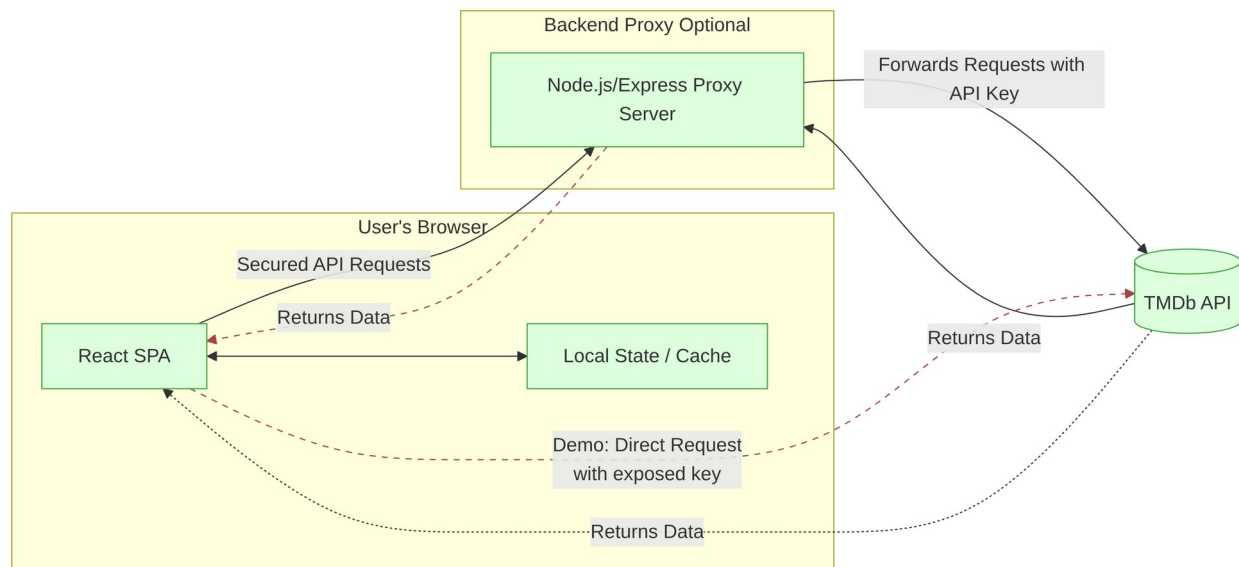 Backend Proxy Optional
Node.js/Express Proxy
Server
Forwards Requests with
API Key
User's Browser
Secured API Requests
Returns Data
React SPA
Local State / Cache
TMDb API
Returns Data
Demo: Direct Request
with exposed key
Returns Data